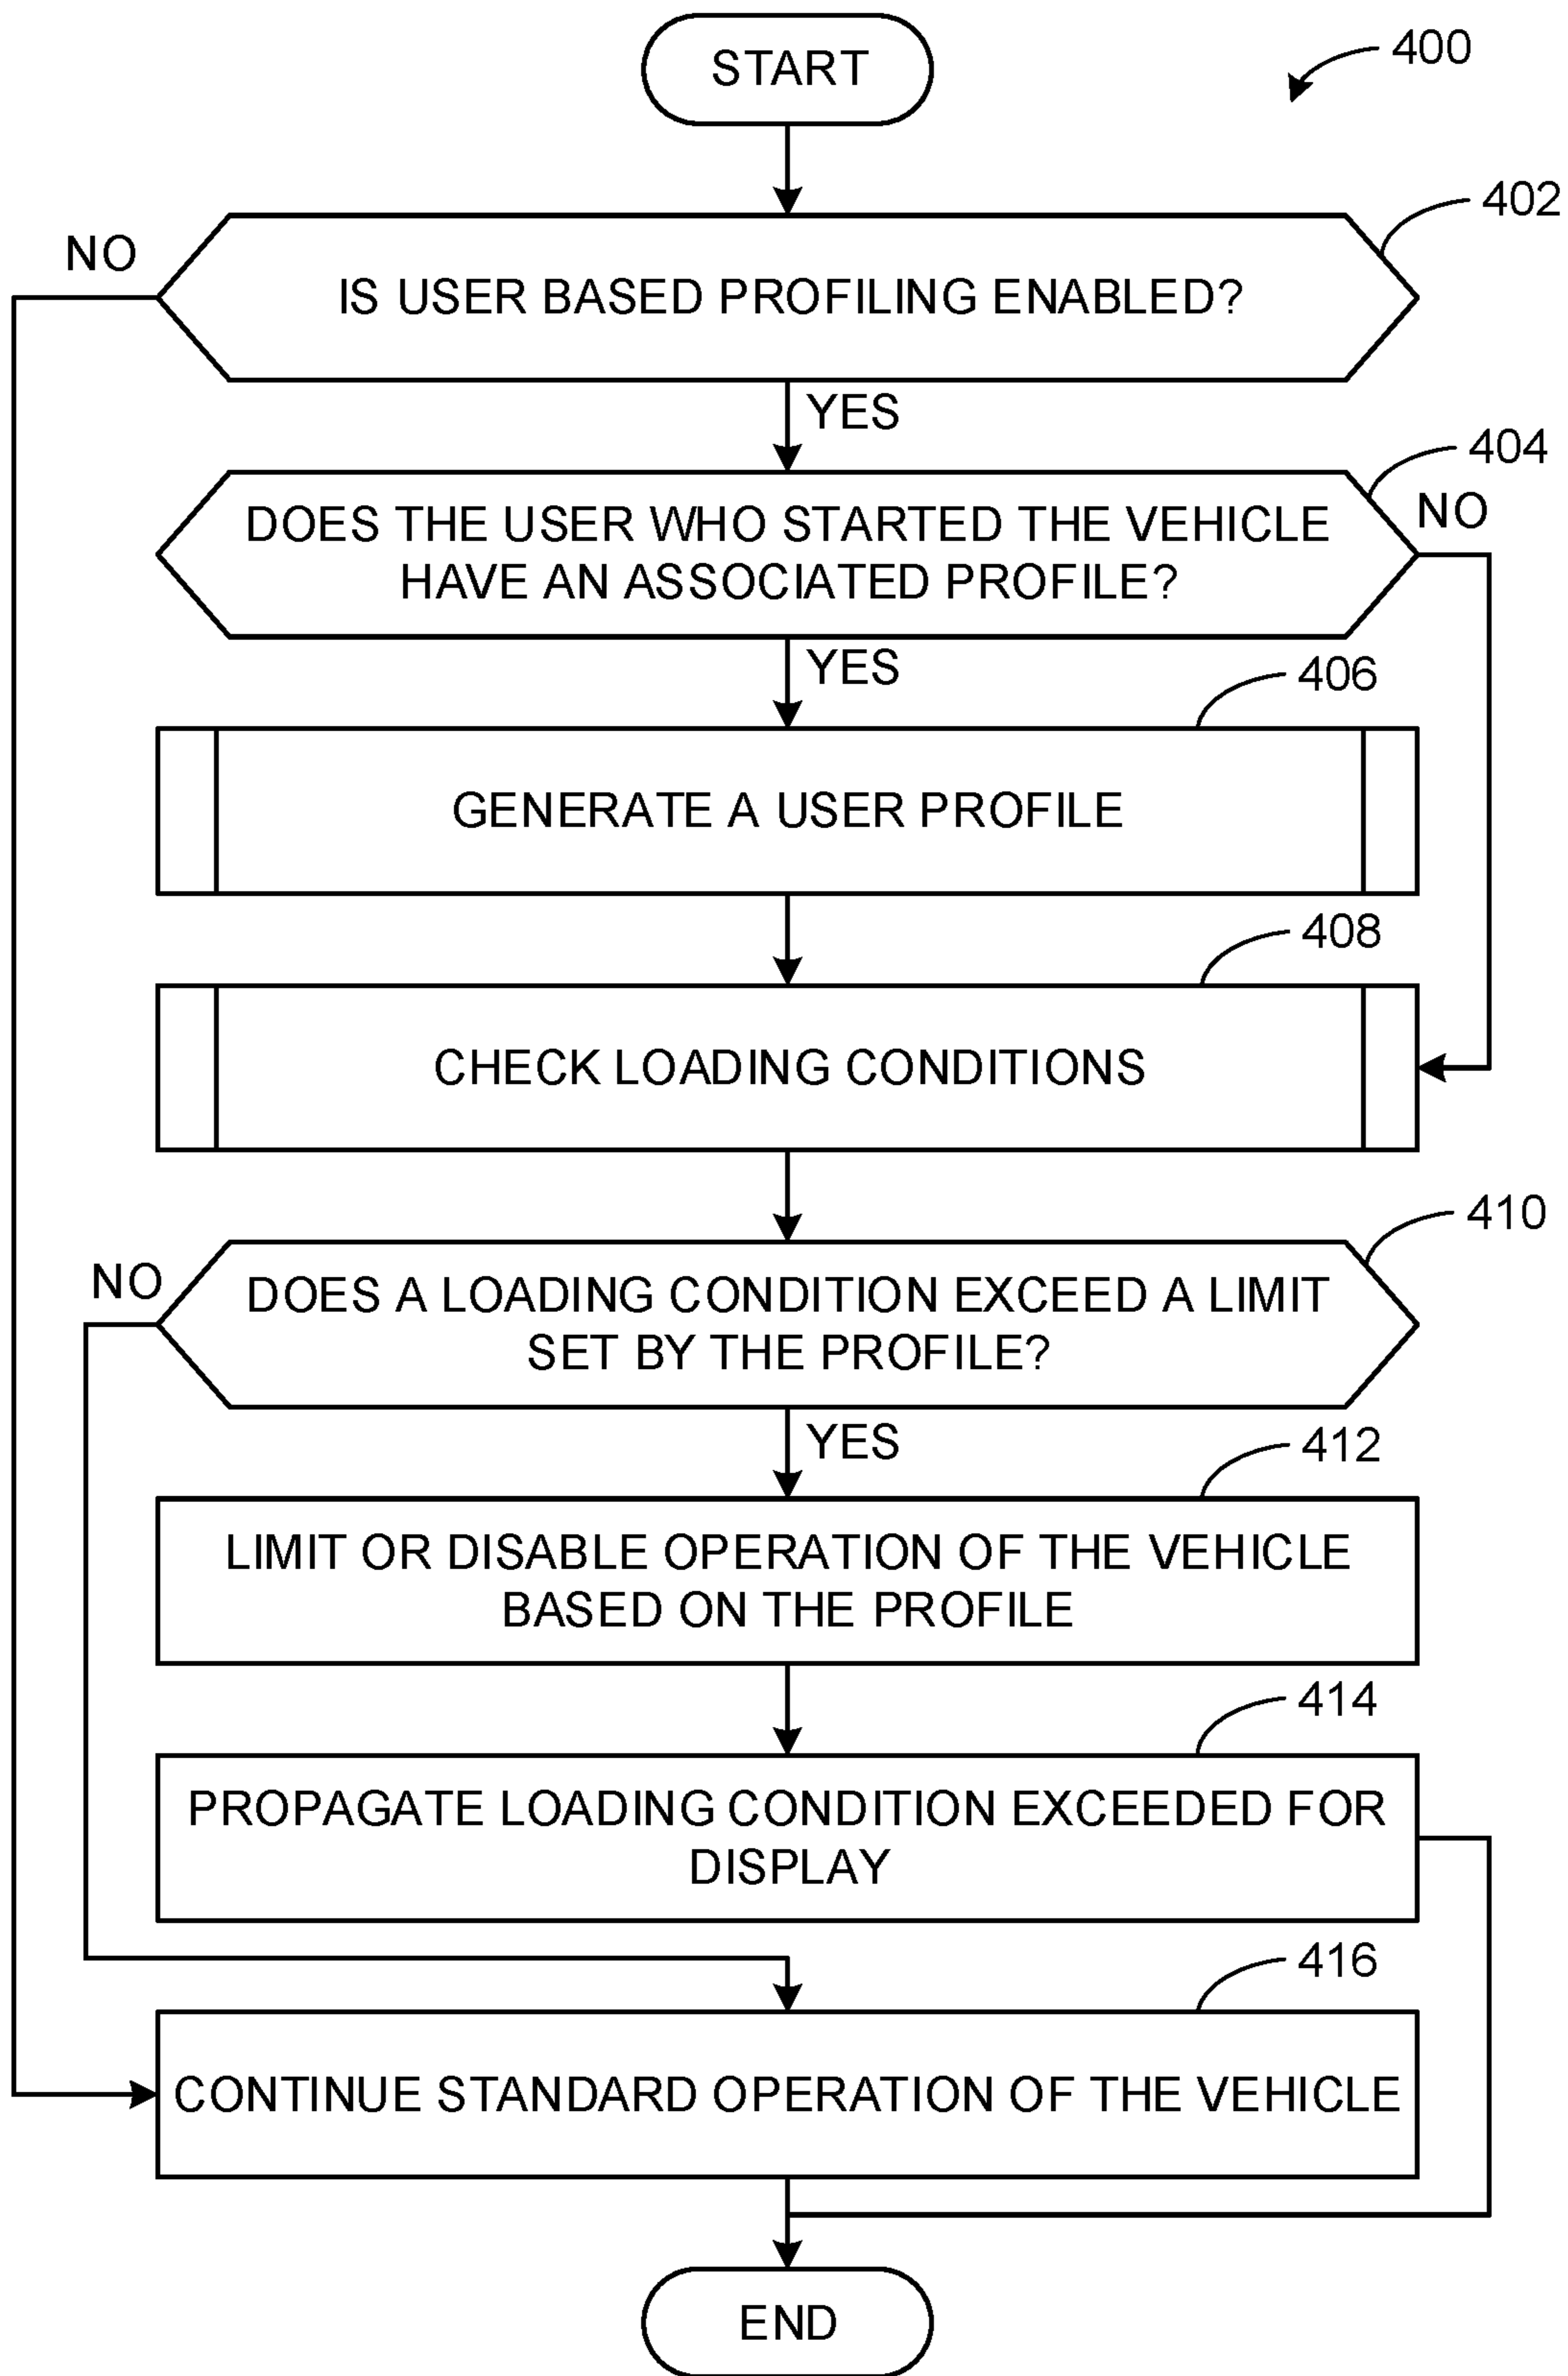 START
400
402
NO
IS USER BASED PROFILING ENABLED?
YES
404
NO
DOES THE USER WHO STARTED THE VEHICLE
HAVE AN ASSOCIATED PROFILE?
YES
406
GENERATE A USER PROFILE
408
CHECK LOADING CONDITIONS
410
NO
DOES A LOADING CONDITION EXCEED A LIMIT
SET BY THE PROFILE?
YES
412
LIMIT OR DISABLE OPERATION OF THE VEHICLE
BASED ON THE PROFILE
414
PROPAGATE LOADING CONDITION EXCEEDED FOR
DISPLAY
416
CONTINUE STANDARD OPERATION OF THE VEHICLE
END